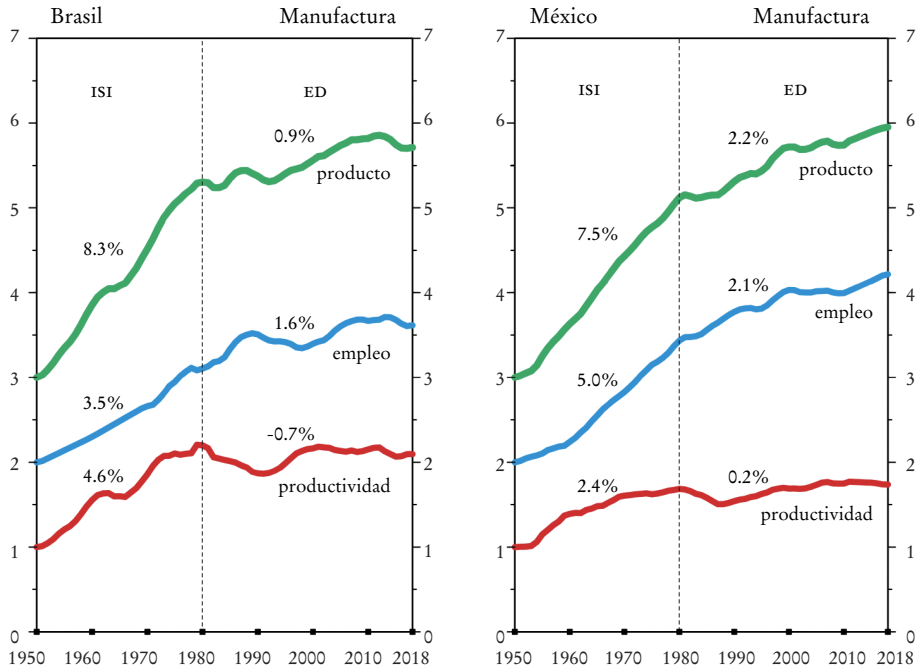 Brasil Manufactura
7 7
ISI ED
6 6
0.9%
producto
5 5
8.3%
4 4
1.6%
empleo
3 3
3.5%
-0.7%
2 2
4.6%
productividad
1 1
0 0
1950 1960 1970 1980 1990 2000 2010 2018
México Manufactura
7 7
ISI ED
6 6
2.2%
producto
5 5
7.5%
4 4
2.1%
empleo
5.0%
3 3
2 2
2.4% 0.2%
productividad
1 1
0 0
1950 1960 1970 1980 1990 2000 2010 2018